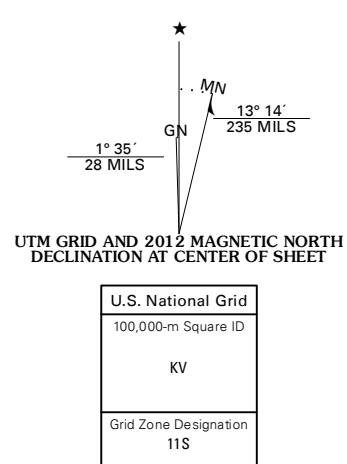 ★
MN
GN
13° 14´
235 MILS
1° 35´
28 MILS
UTM GRID AND 2012 MAGNETIC NORTH
DECLINATION AT CENTER OF SHEET
U.S. National Grid
100,000-m Square ID
KV
Grid Zone Designation
11S